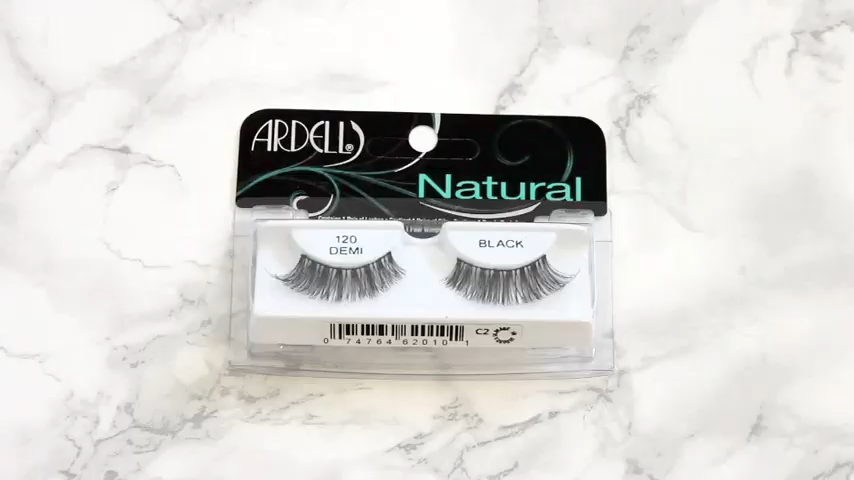 ARDELL®
Natural
120
DEMI
BLACK
C2
0 74764 62010 1